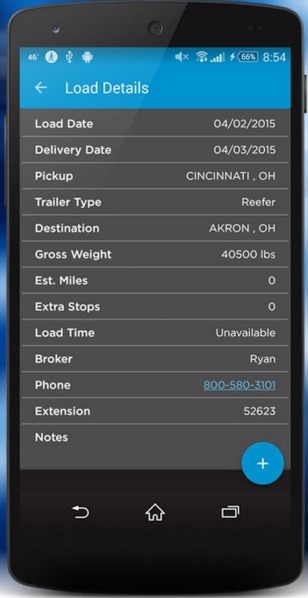 46° 66% 8:54
Load Details
Load Date 04/02/2015
Delivery Date 04/03/2015
Pickup CINCINNATI , OH
Trailer Type Reefer
Destination AKRON , OH
Gross Weight 40500 lbs
Est. Miles 0
Extra Stops 0
Load Time Unavailable
Broker Ryan
Phone 800-580-3101
Extension 52623
Notes
+